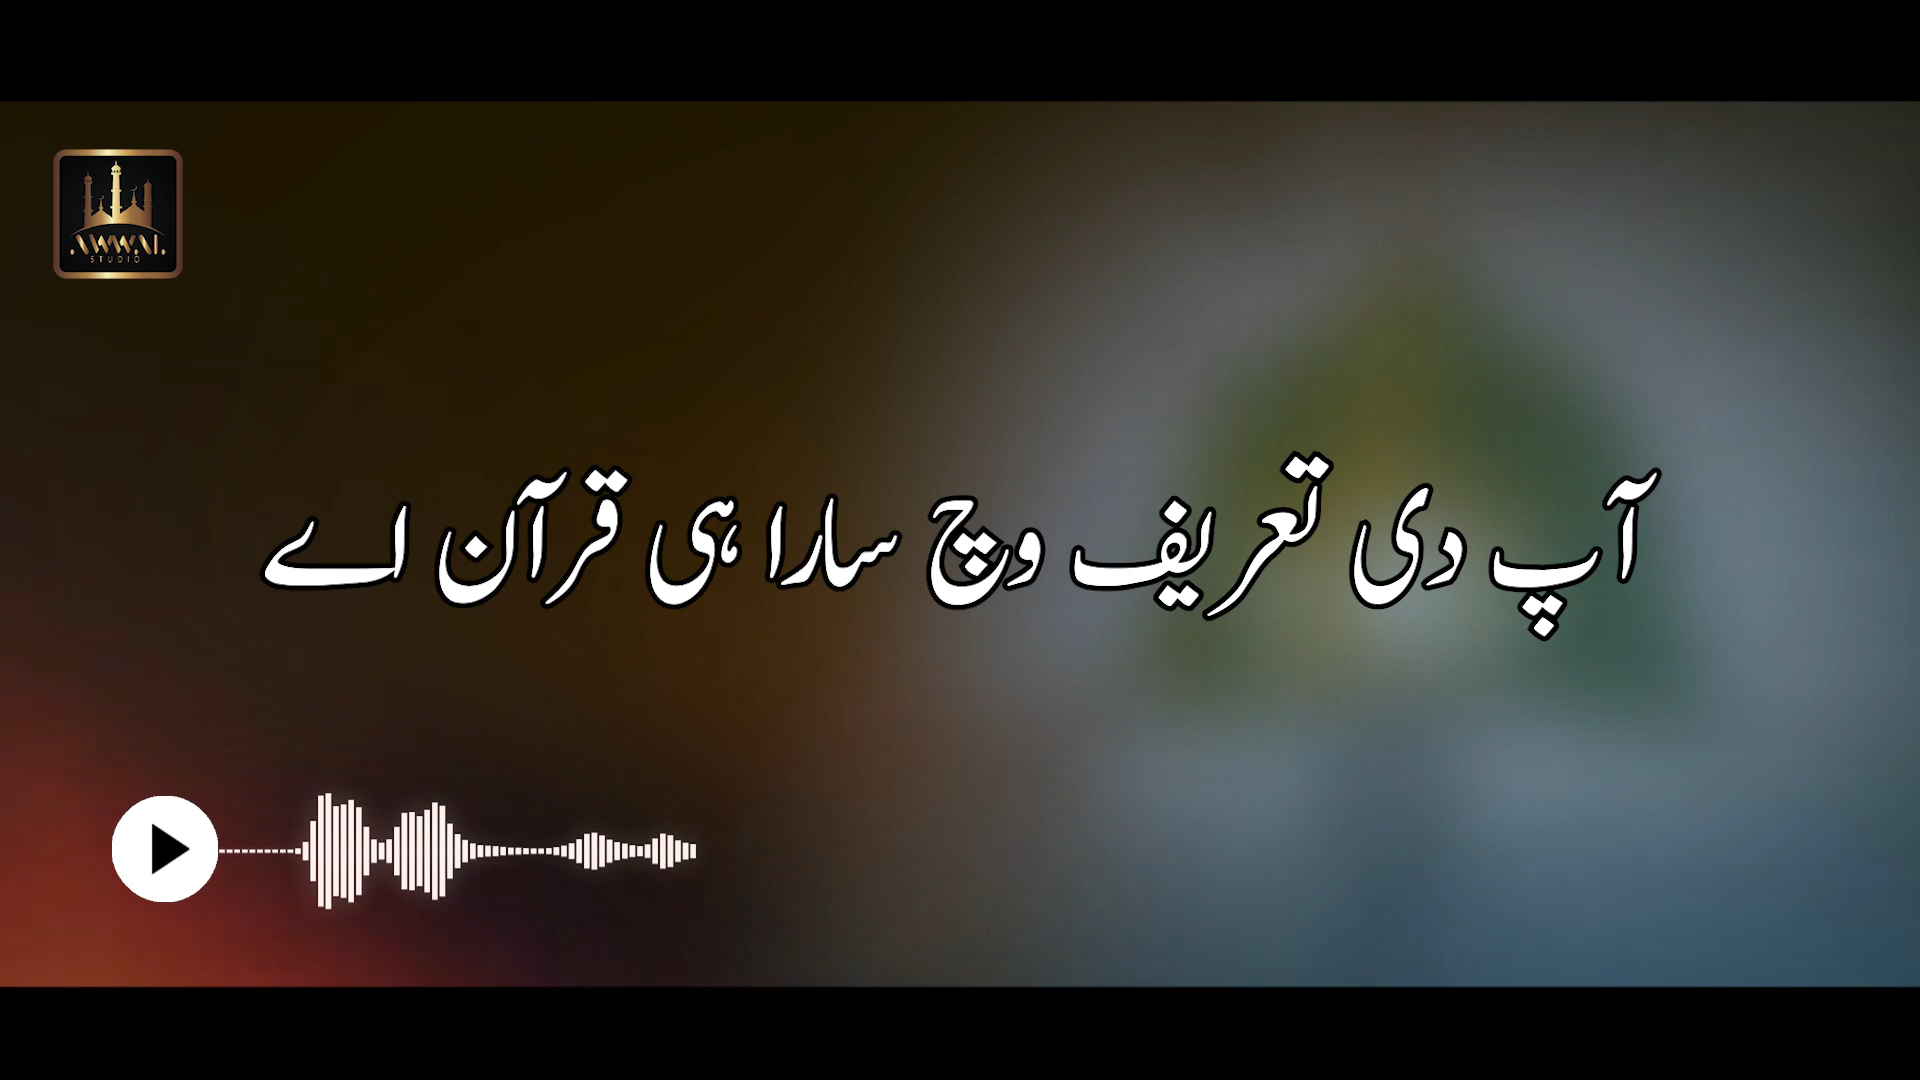 AWWAL
STUDIO
آپ دی تعریف وچ سارا ہی قرآن اے